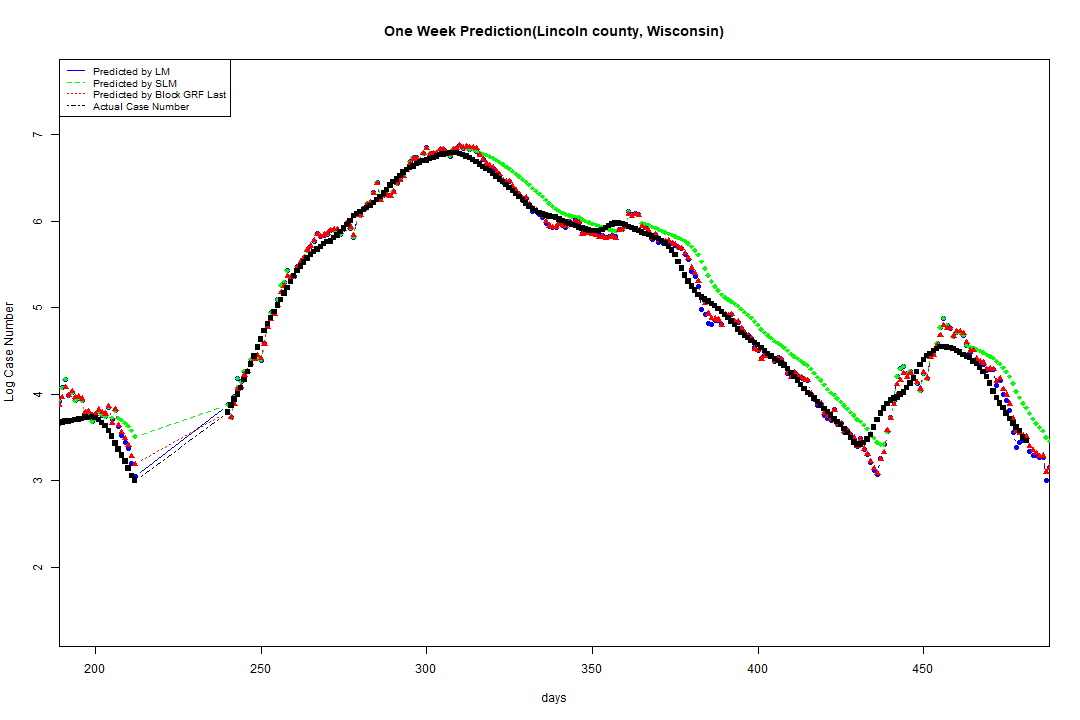 One Week Prediction(Lincoln county, Wisconsin)
Predicted by LM
Predicted by SLM
Predicted by Block GRF Last
Actual Case Number
7
6
5
4
3
2
Log Case Number
200 250 300 350 400 450
days